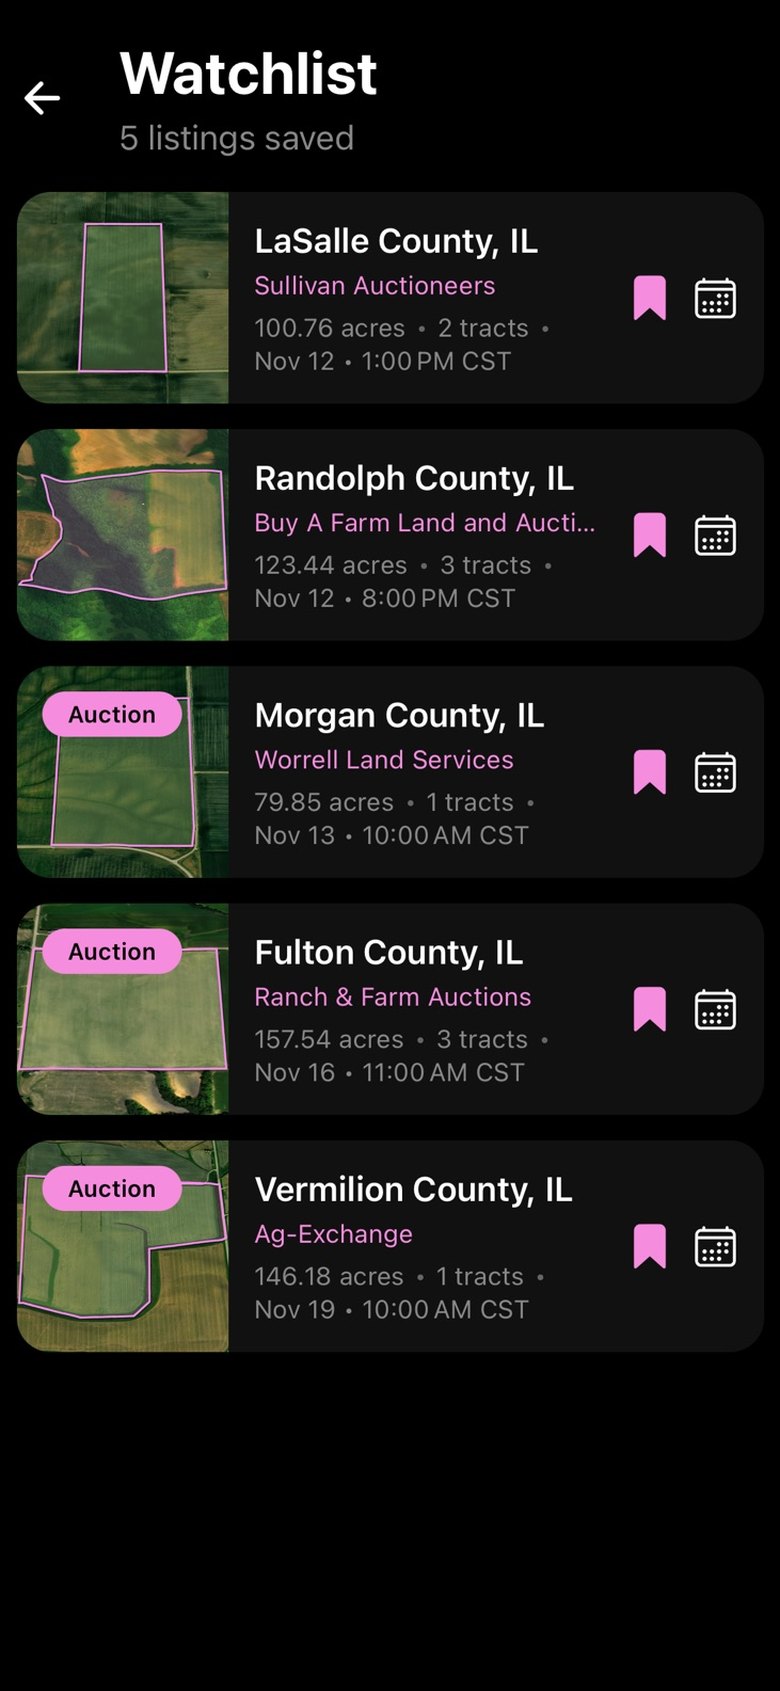 Watchlist
5 listings saved
LaSalle County, IL
Sullivan Auctioneers
100.76 acres • 2 tracts •
Nov 12 • 1:00 PM CST
Randolph County, IL
Buy A Farm Land and Aucti...
123.44 acres • 3 tracts •
Nov 12 • 8:00 PM CST
Auction
Morgan County, IL
Worrell Land Services
79.85 acres • 1 tracts •
Nov 13 • 10:00 AM CST
Auction
Fulton County, IL
Ranch & Farm Auctions
157.54 acres • 3 tracts •
Nov 16 • 11:00 AM CST
Auction
Vermilion County, IL
Ag-Exchange
146.18 acres • 1 tracts •
Nov 19 • 10:00 AM CST